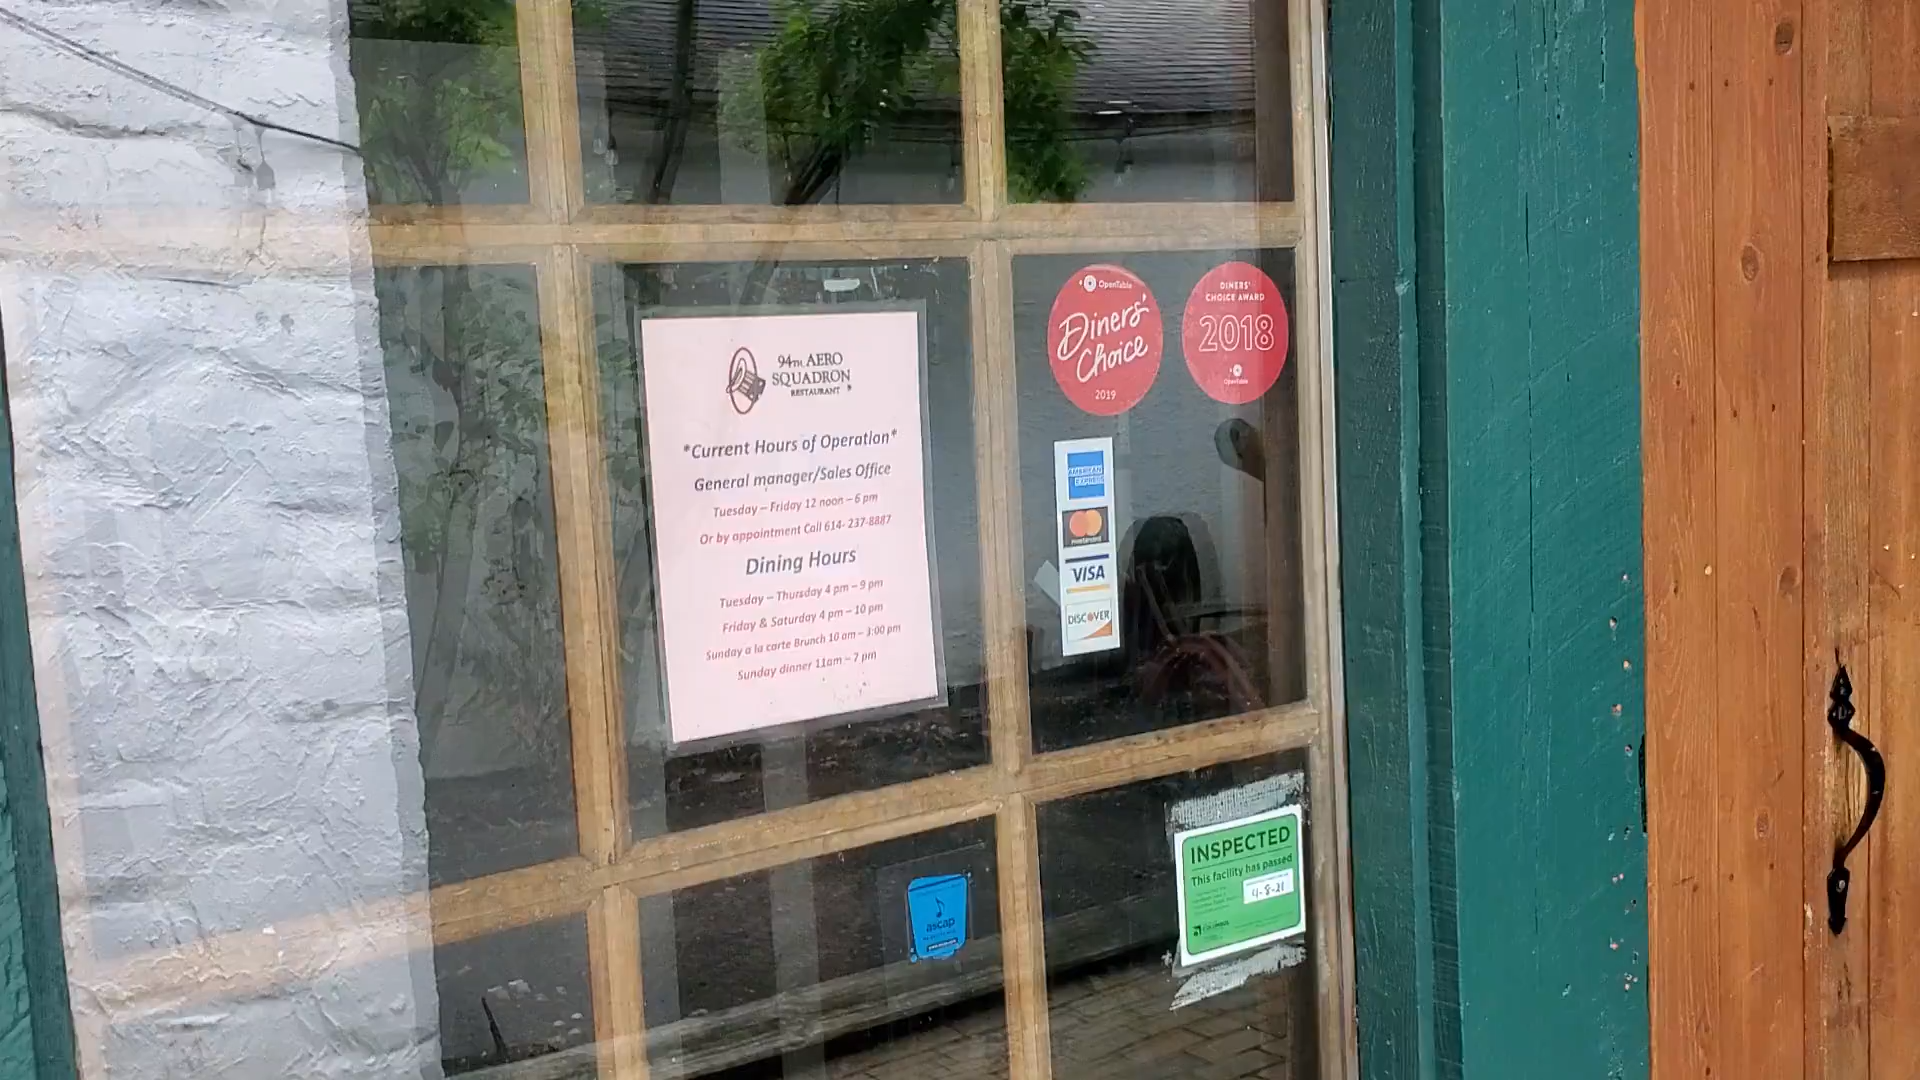 94TH AERO
SQUADRON
RESTAURANT
*Current Hours of Operation*
General manager/Sales Office
Tuesday – Friday 12 noon – 6 pm
Or by appointment Call 614- 237-8887
Dining Hours
Tuesday – Thursday 4 pm – 9 pm
Friday & Saturday 4 pm – 10 pm
Sunday a la carte Brunch 10 am – 3:00 pm
Sunday dinner 11am – 7 pm
OpenTable
Diners'
Choice
2019
DINERS'
CHOICE AWARD
2018
OpenTable
AMERICAN
EXPRESS
mastercard
VISA
DISCOVER
ascap
INSPECTED
This facility has passed
4-8-21